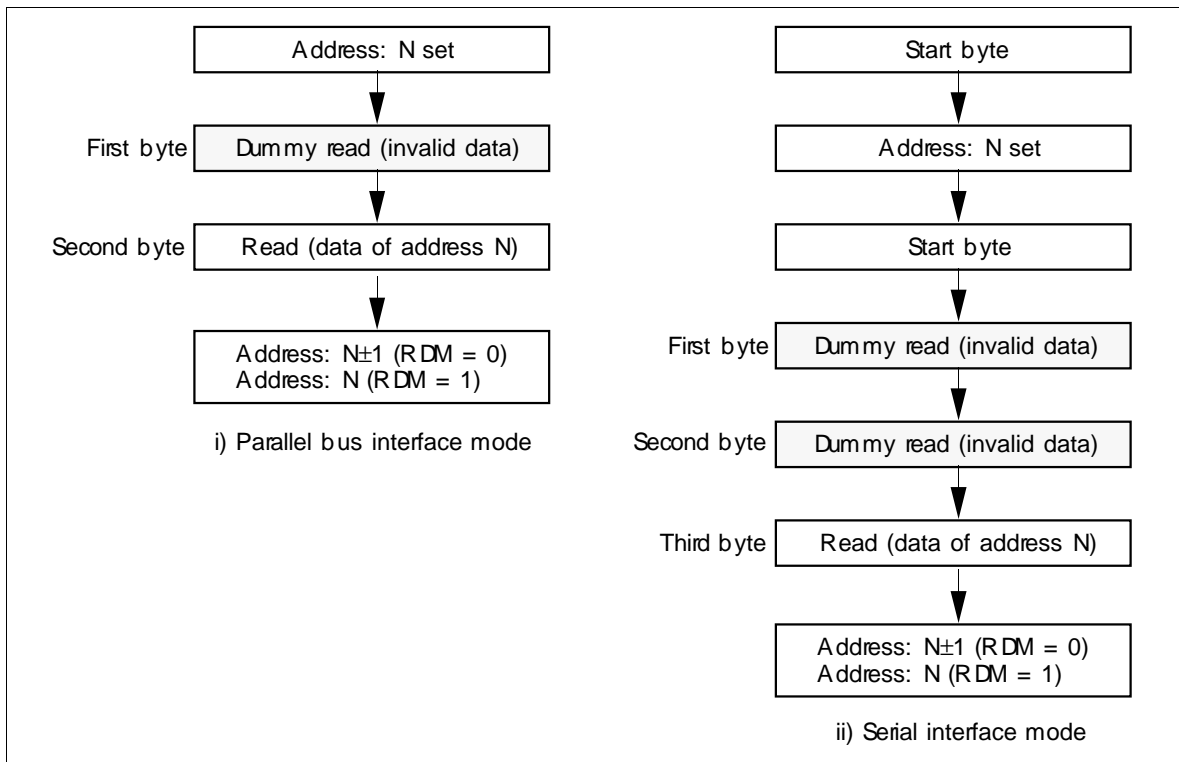 Address: N set
First byte
Dummy read (invalid data)
Second byte
Read (data of address N)
Address: N±1 (RDM = 0)
Address: N (RDM = 1)
i) Parallel bus interface mode
Start byte
Address: N set
Start byte
First byte
Dummy read (invalid data)
Second byte
Dummy read (invalid data)
Third byte
Read (data of address N)
Address: N±1 (RDM = 0)
Address: N (RDM = 1)
ii) Serial interface mode